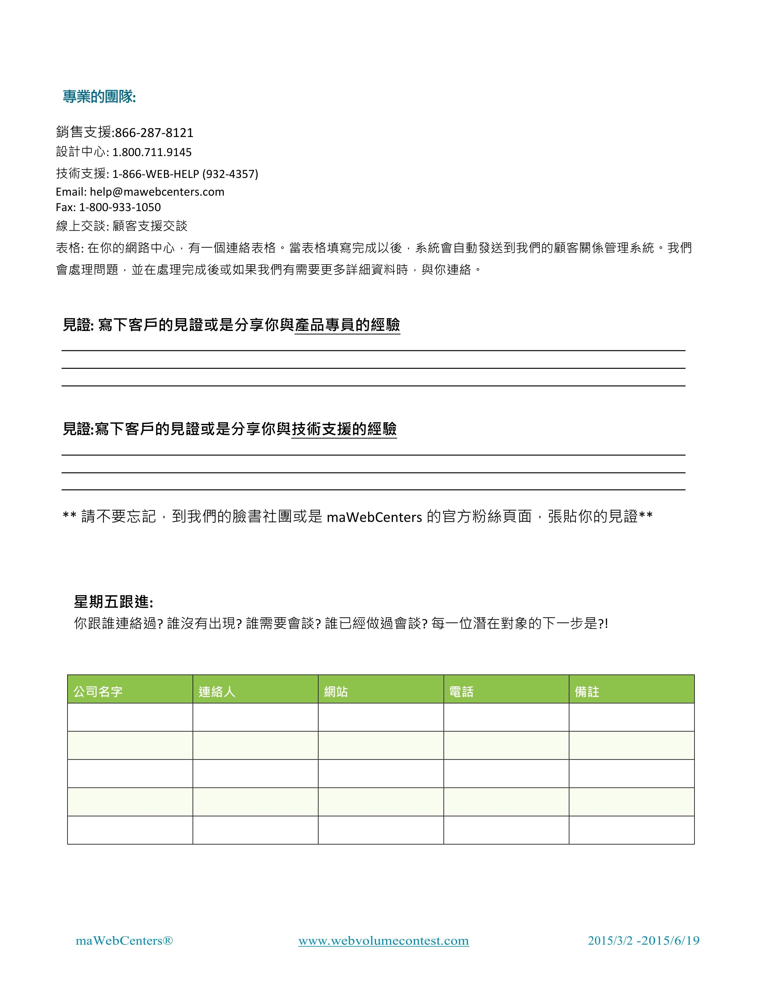 專業的團隊:
銷售支援:866-287-8121
設計中心: 1.800.711.9145
技術支援: 1-866-WEB-HELP (932-4357)
Email: help@mawebcenters.com
Fax: 1-800-933-1050
線上交談: 顧客支援交談
表格: 在你的網路中心，有一個連絡表格。當表格填寫完成以後，系統會自動發送到我們的顧客關係管理系統。我們
會處理問題，並在處理完成後或如果我們有需要更多詳細資料時，與你連絡。
見證: 寫下客戶的見證或是分享你與產品專員的經驗
見證:寫下客戶的見證或是分享你與技術支援的經驗
** 請不要忘記，到我們的臉書社團或是 maWebCenters 的官方粉絲頁面，張貼你的見證**
星期五跟進:
你跟誰連絡過? 誰沒有出現? 誰需要會談? 誰已經做過會談? 每一位潛在對象的下一步是?!
公司名字 連絡人 網站 電話 備註
maWebCenters® www.webvolumecontest.com 2015/3/2 -2015/6/19